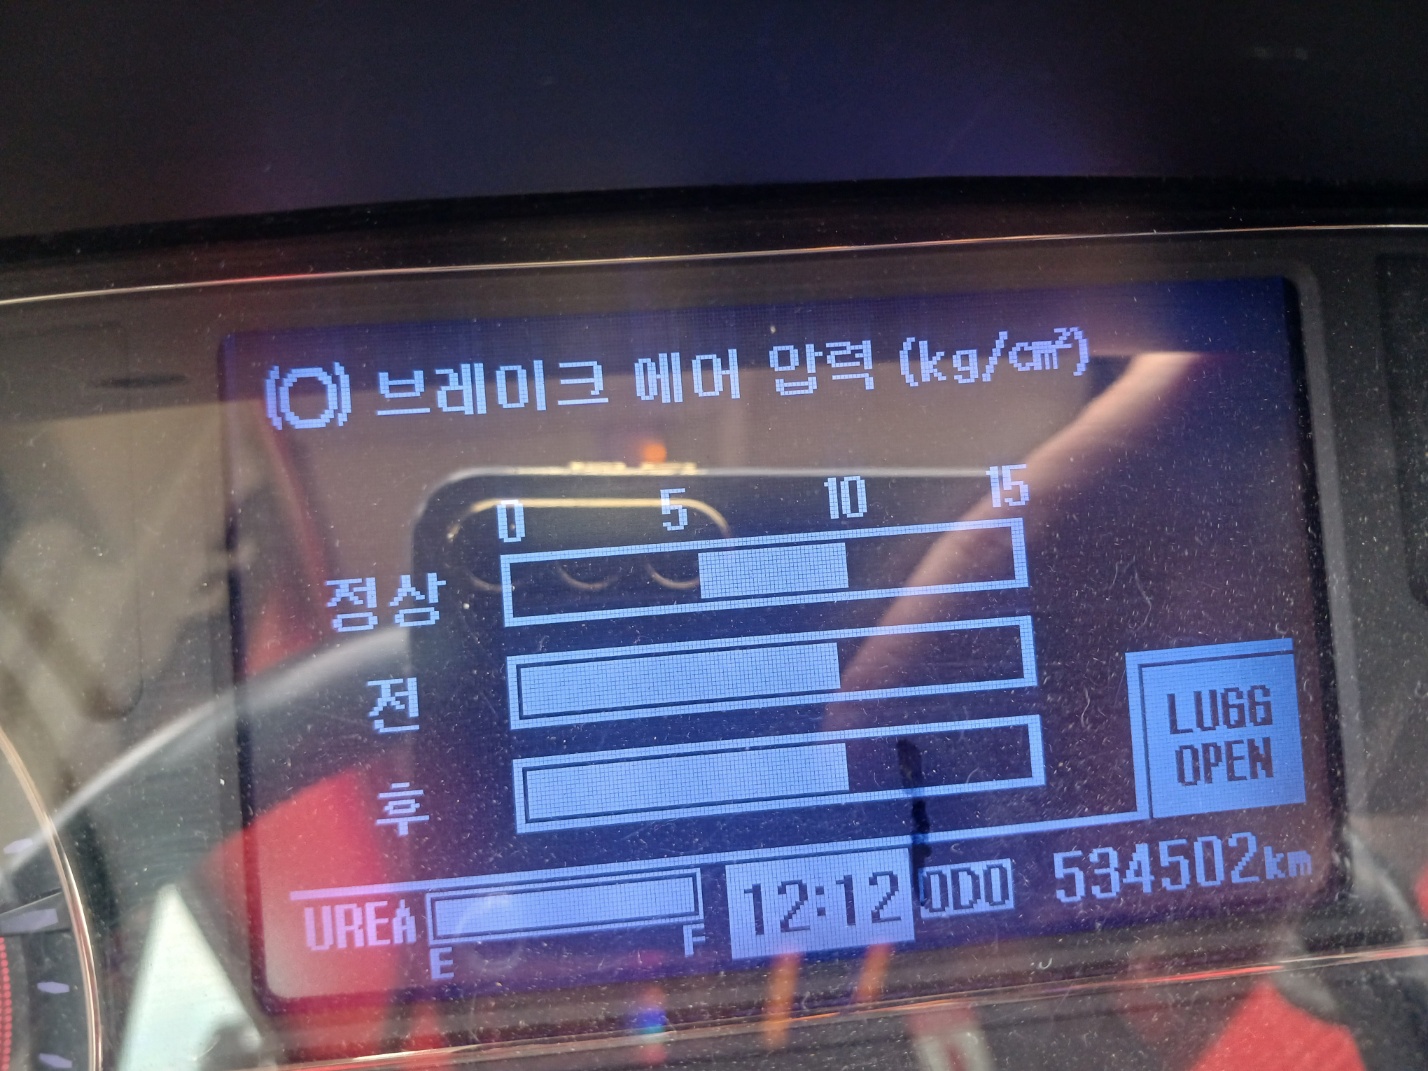 (O) 브레이크 에어 압력 (kg/㎠)
0 5 10 15
정상
전
후
LUGG
OPEN
UREA E F 12:12 ODO 534502km